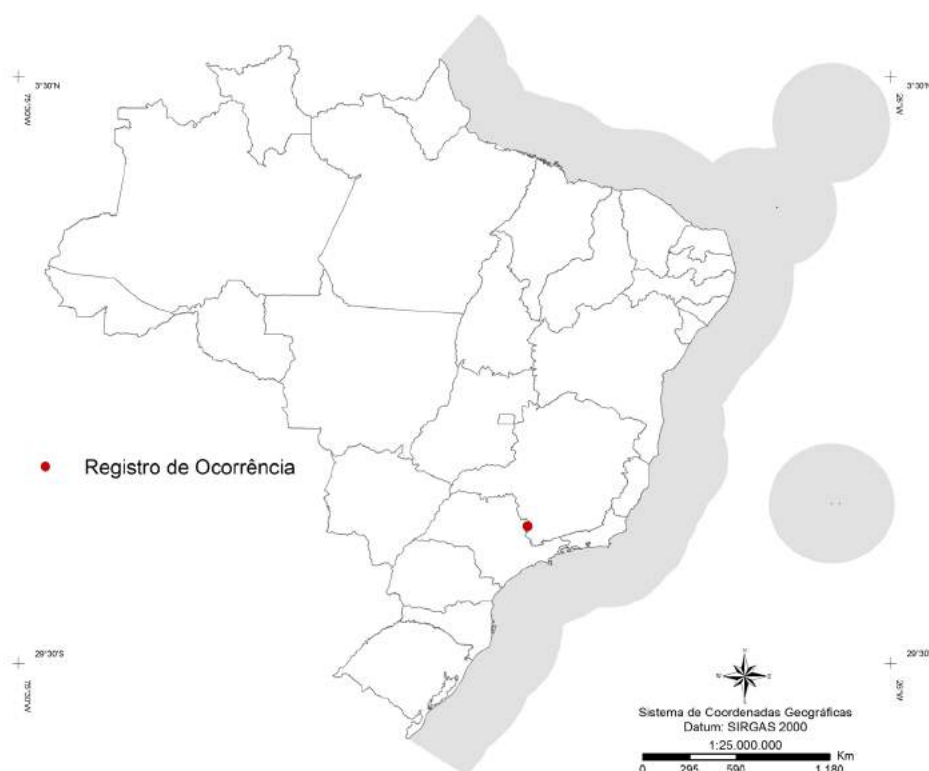 3°30'N
75°30'W
3°30'N
25°W
Registro de Ocorrência
29°30'S
75°30'W
29°30'S
25°W
Sistema de Coordenadas Geográficas
Datum: SIRGAS 2000
1:25.000.000
Km
0 295 590 1.180